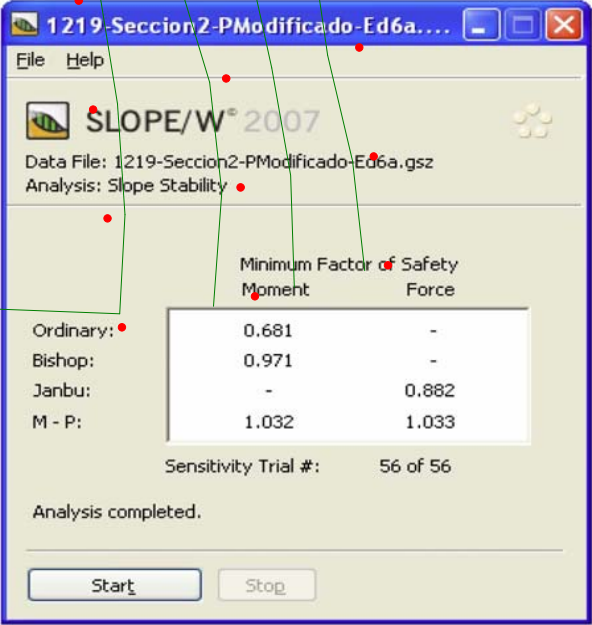 1219-Seccion2-PModificado-Ed6a....
File Help
SLOPE/W© 2007
Data File: 1219-Seccion2-PModificado-Ed6a.gsz
Analysis: Slope Stability
Minimum Factor of Safety
Moment Force
Ordinary: 0.681 -
Bishop: 0.971 -
Janbu: - 0.882
M - P: 1.032 1.033
Sensitivity Trial #: 56 of 56
Analysis completed.
Start Stop